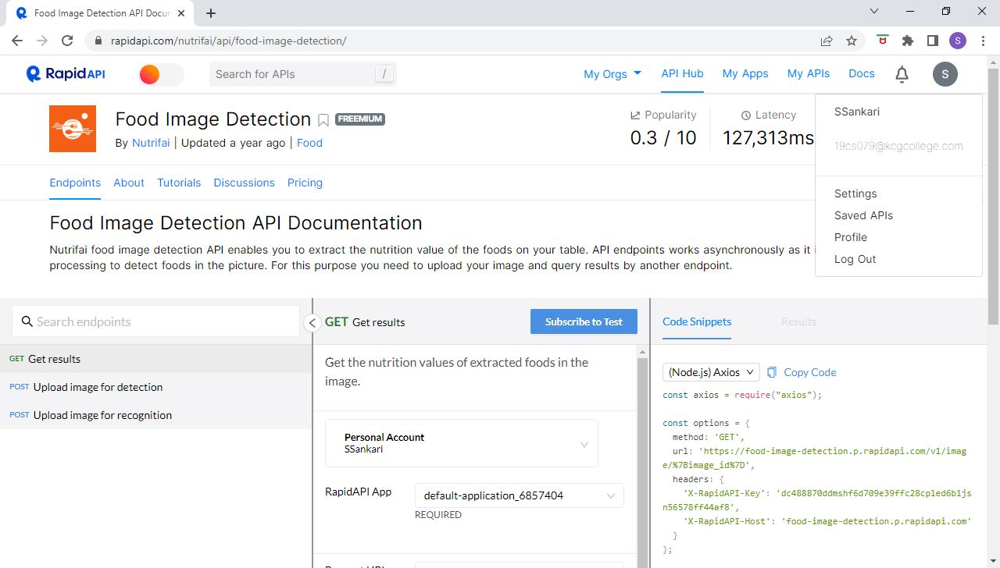 Food Image Detection API Docum
rapidapi.com/nutrifai/api/food-image-detection/
S
Rapid API
Search for APIs
/
My Orgs
API Hub
My Apps
My APIs
Docs
S
Food Image Detection
FREEMIUM
By Nutrifai | Updated a year ago | Food
Popularity
0.3 / 10
Latency
127,313ms
SSankari
19cs079@kcgcollege.com
Settings
Saved APIs
Profile
Log Out
Endpoints
About
Tutorials
Discussions
Pricing
Food Image Detection API Documentation
Nutrifai food image detection API enables you to extract the nutrition value of the foods on your table. API endpoints works asynchronously as it
processing to detect foods in the picture. For this purpose you need to upload your image and query results by another endpoint.
Search endpoints
GET Get results
POST Upload image for detection
POST Upload image for recognition
GET Get results
Subscribe to Test
Get the nutrition values of extracted foods in the
image.
Personal Account
SSankari
RapidAPI App
default-application_6857404
REQUIRED
Code Snippets
Results
(Node.js) Axios
Copy Code
const axios = require("axios");
const options = {
method: 'GET',
url: 'https://food-image-detection.p.rapidapi.com/v1/imag
e/%7Bimage_id%7D',
headers: {
'X-RapidAPI-Key': 'dc488870ddmshf6d709e39ffc28cp1ed6b1js
n56578ff44af8',
'X-RapidAPI-Host': 'food-image-detection.p.rapidapi.com'
}
};